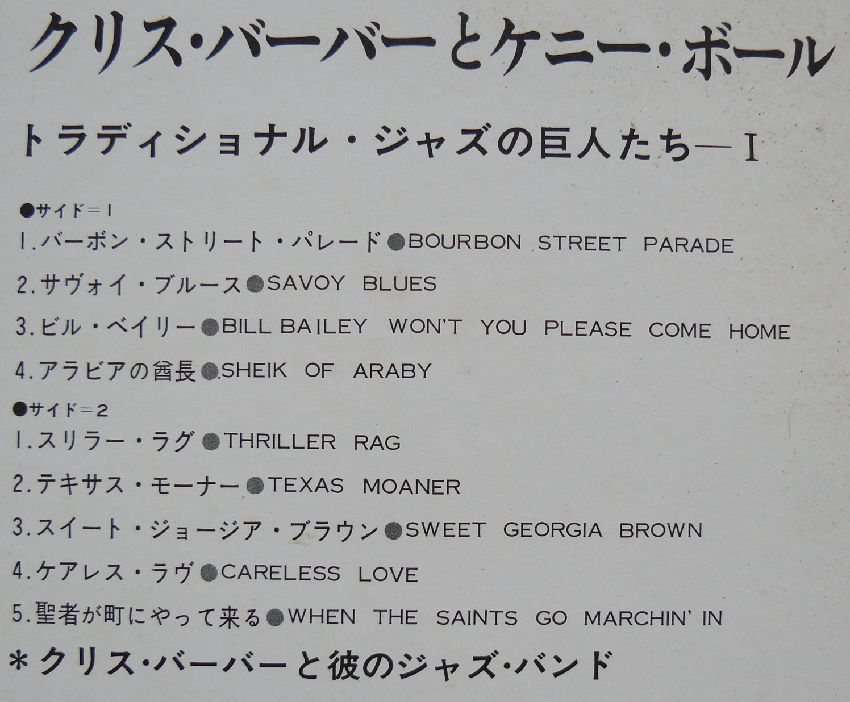 クリス・バーバーとケニー・ボール
トラディショナル・ジャズの巨人たち—I
●サイド=1
1.バーボン・ストリート・パレード●BOURBON STREET PARADE
2.サヴォイ・ブルース●SAVOY BLUES
3.ビル・ベイリー●BILL BAILEY WON'T YOU PLEASE COME HOME
4.アラビアの酋長●SHEIK OF ARABY
●サイド=2
1.スリラー・ラグ●THRILLER RAG
2.テキサス・モーナー●TEXAS MOANER
3.スイート・ジョージア・ブラウン●SWEET GEORGIA BROWN
4.ケアレス・ラヴ●CARELESS LOVE
5.聖者が町にやって来る●WHEN THE SAINTS GO MARCHIN' IN
*クリス・バーバーと彼のジャズ・バンド